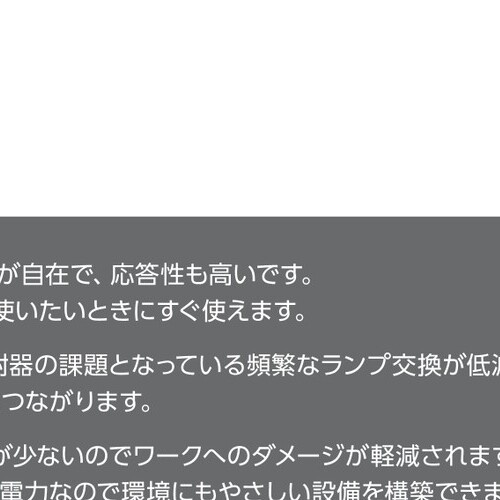 が自在で、応答性も高いです。
使いたいときにすぐ使えます。
射器の課題となっている頻繁なランプ交換が低減
つながります。
が少ないのでワークへのダメージが軽減されます
電力なので環境にもやさしい設備を構築できま